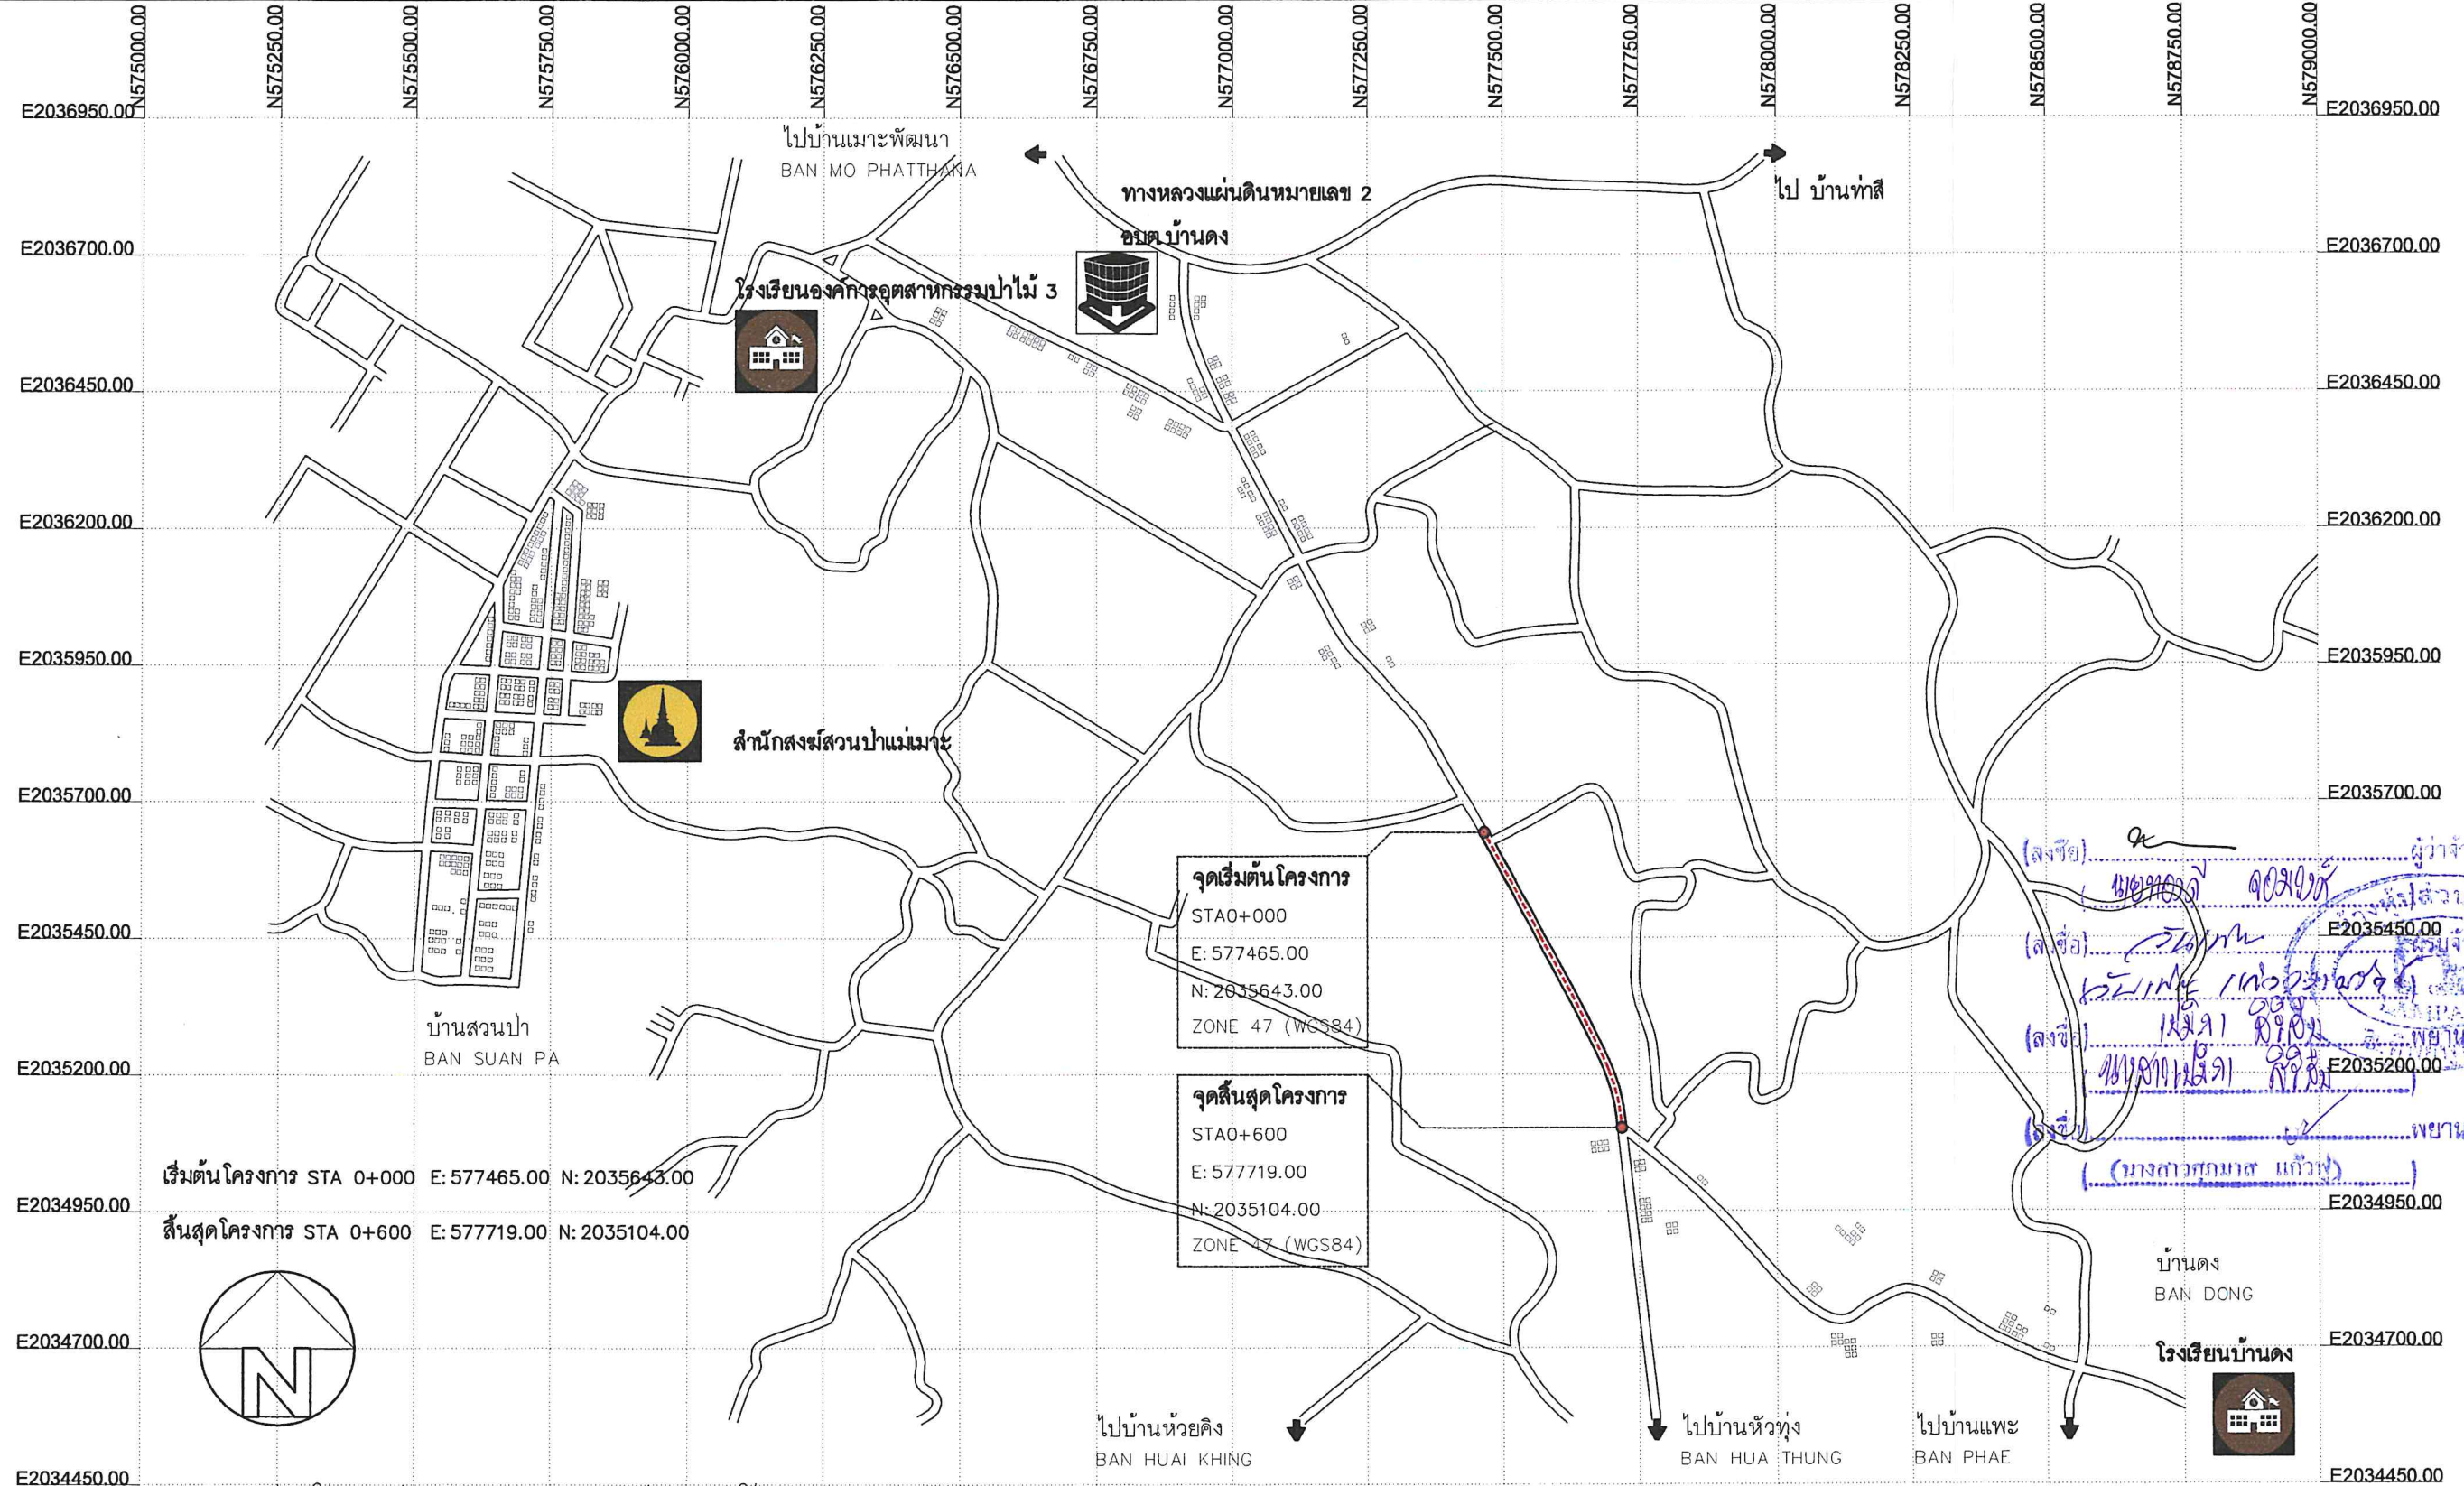 N575000.00
N575250.00
N575500.00
N575750.00
N576000.00
N576250.00
N576500.00
N576750.00
N577000.00
N577250.00
N577500.00
N577750.00
N578000.00
N578250.00
N578500.00
N578750.00
N579000.00
E2036950.00
E2036950.00
ไปบ้านเมาะพัฒนา
BAN MO PHATTHANA
ทางหลวงแผ่นดินหมายเลข 2
ไป บ้านท่าสี
อบต.บ้านดง
E2036700.00
E2036700.00
โรงเรียนองค์การอุตสาหกรรมป่าไม้ 3
E2036450.00
E2036450.00
E2036200.00
E2036200.00
E2035950.00
E2035950.00
สำนักสงฆ์สวนป่าแม่เมาะ
E2035700.00
E2035700.00
(ลงชื่อ)
จุดเริ่มต้นโครงการ
STA0+000
E: 577465.00
N: 2035643.00
ZONE 47 (WGS84)
E2035450.00
E2035450.00
(ลงชื่อ)
บ้านสวนป่า
BAN SUAN PA
(ลงชื่อ)
E2035200.00
E2035200.00
จุดสิ้นสุดโครงการ
STA0+600
E: 577719.00
N: 2035104.00
ZONE 47 (WGS84)
(ลงชื่อ)
เริ่มต้นโครงการ STA 0+000 E: 577465.00 N: 2035643.00
E2034950.00
E2034950.00
สิ้นสุดโครงการ STA 0+600 E: 577719.00 N: 2035104.00
บ้านดง
BAN DONG
N
E2034700.00
E2034700.00
โรงเรียนบ้านดง
ไปบ้านห้วยคิง
BAN HUAI KHING
ไปบ้านหัวทุ่ง
BAN HUA THUNG
ไปบ้านแพะ
BAN PHAE
E2034450.00
E2034450.00